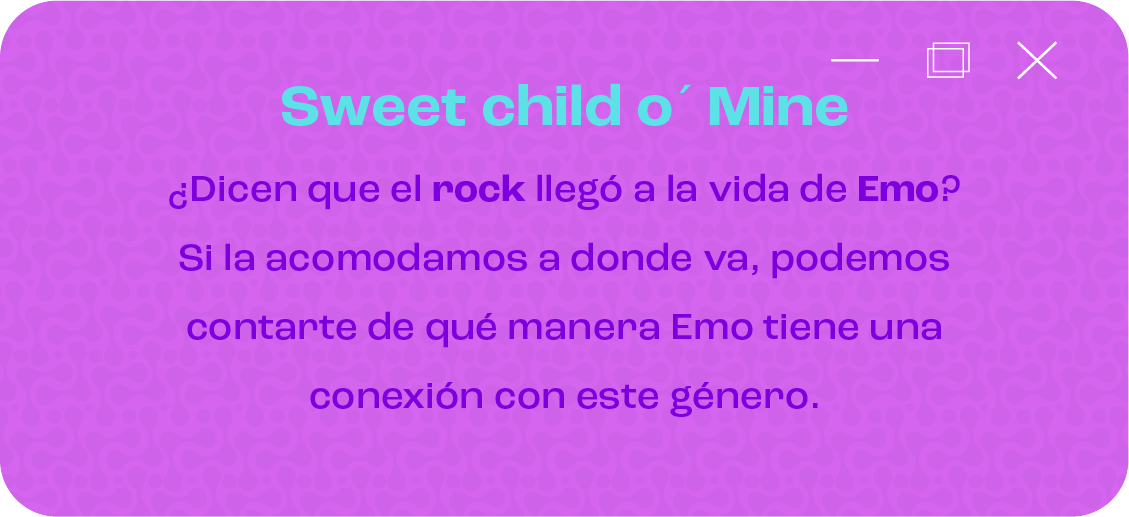 Sweet child o´ Mine
¿Dicen que el rock llegó a la vida de Emo?
Si la acomodamos a donde va, podemos
contarte de qué manera Emo tiene una
conexión con este género.